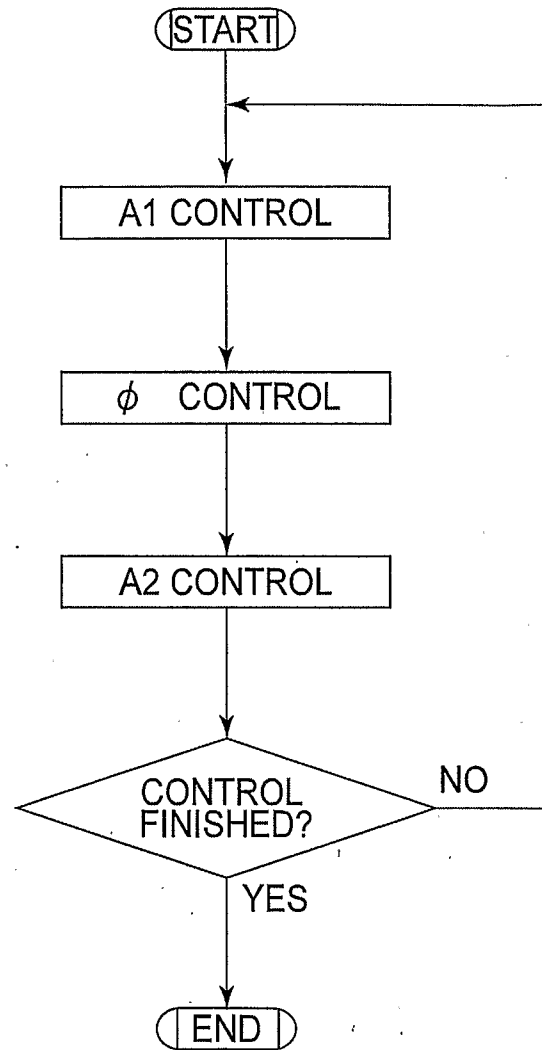 START
A1 CONTROL
ϕ CONTROL
A2 CONTROL
CONTROL
FINISHED?
NO
YES
END